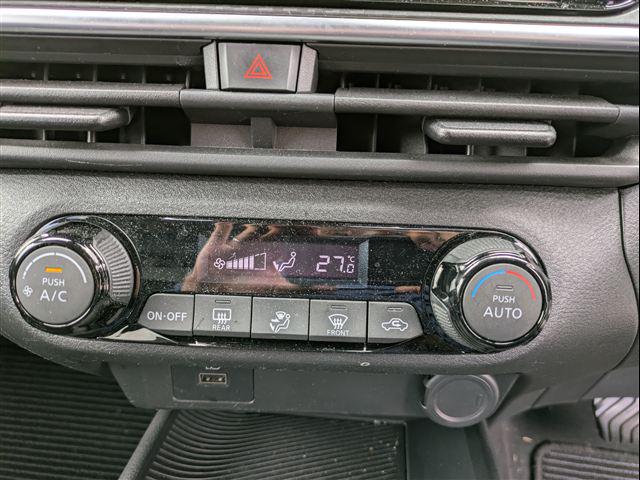 27.0 °C
PUSH
A/C
ON·OFF
REAR
FRONT
PUSH
AUTO